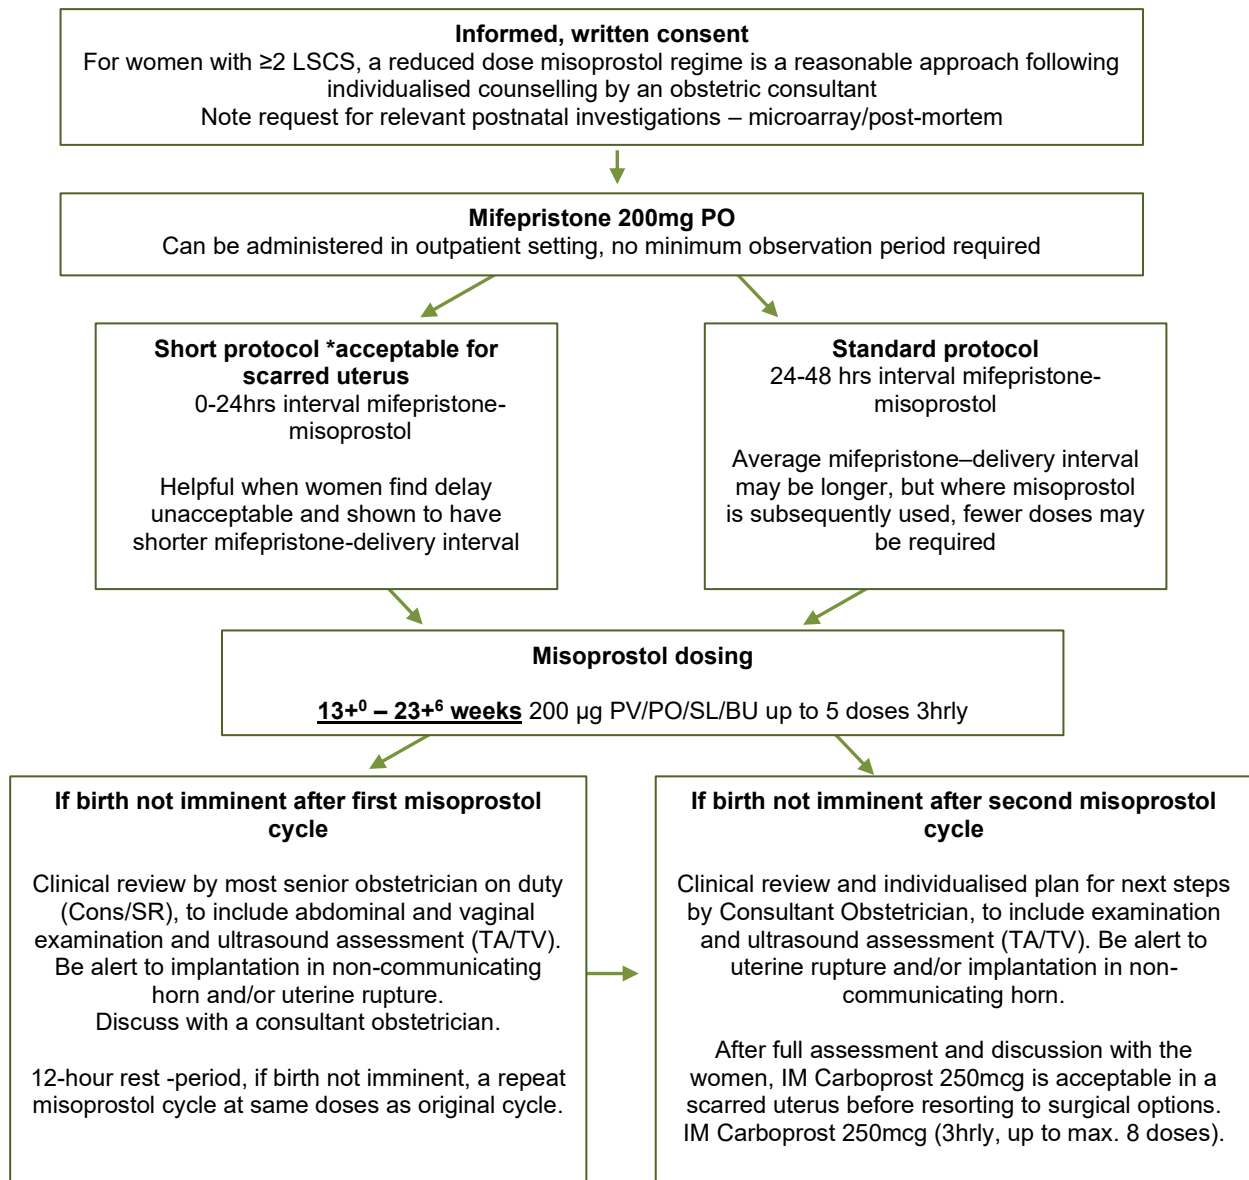 Informed, written consent
For women with ≥2 LSCS, a reduced dose misoprostol regime is a reasonable approach following
individualised counselling by an obstetric consultant
Note request for relevant postnatal investigations – microarray/post-mortem
Mifepristone 200mg PO
Can be administered in outpatient setting, no minimum observation period required
Short protocol *acceptable for
scarred uterus
0-24hrs interval mifepristone-
misoprostol
Helpful when women find delay
unacceptable and shown to have
shorter mifepristone-delivery interval
Standard protocol
24-48 hrs interval mifepristone-
misoprostol
Average mifepristone–delivery interval
may be longer, but where misoprostol
is subsequently used, fewer doses may
be required
Misoprostol dosing
13+⁰ – 23+⁶ weeks 200 µg PV/PO/SL/BU up to 5 doses 3hrly
If birth not imminent after first misoprostol
cycle
Clinical review by most senior obstetrician on duty
(Cons/SR), to include abdominal and vaginal
examination and ultrasound assessment (TA/TV).
Be alert to implantation in non-communicating
horn and/or uterine rupture.
Discuss with a consultant obstetrician.
12-hour rest -period, if birth not imminent, a repeat
misoprostol cycle at same doses as original cycle.
If birth not imminent after second misoprostol
cycle
Clinical review and individualised plan for next steps
by Consultant Obstetrician, to include examination
and ultrasound assessment (TA/TV). Be alert to
uterine rupture and/or implantation in non-
communicating horn.
After full assessment and discussion with the
women, IM Carboprost 250mcg is acceptable in a
scarred uterus before resorting to surgical options.
IM Carboprost 250mcg (3hrly, up to max. 8 doses).